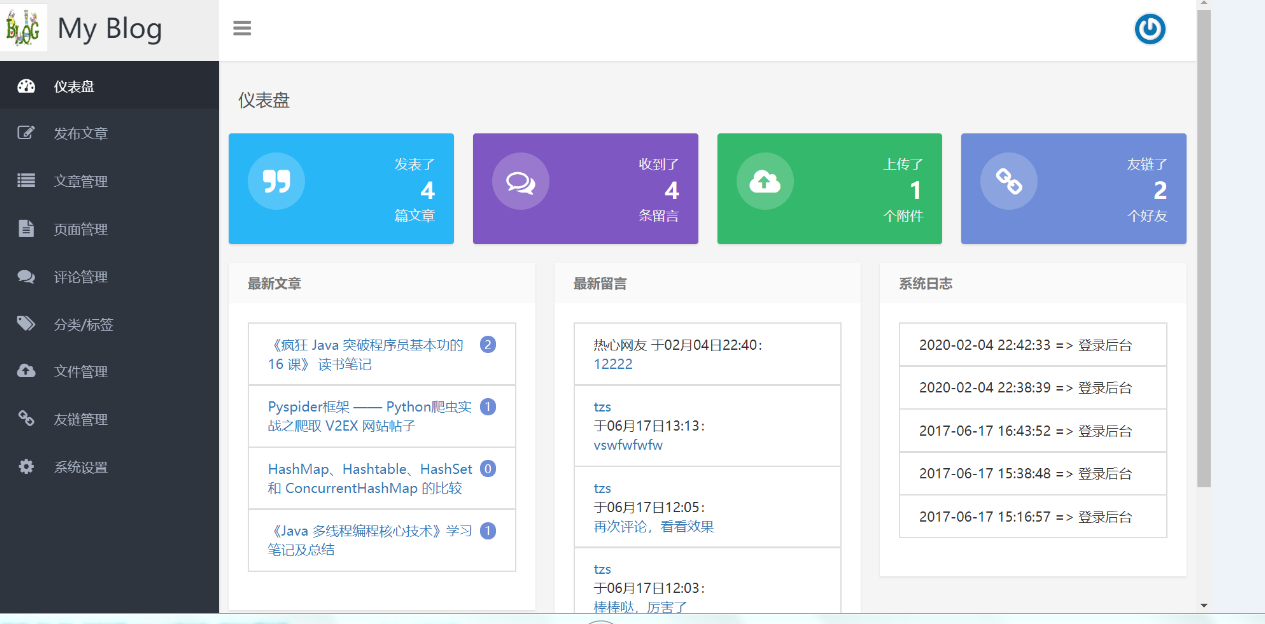 BLOG
My Blog
仪表盘
发布文章
文章管理
页面管理
评论管理
分类/标签
文件管理
友链管理
系统设置
仪表盘
发表了
4
篇文章
收到了
4
条留言
上传了
1
个附件
友链了
2
个好友
最新文章
《疯狂 Java 突破程序员基本功的
16 课》 读书笔记
2
Pyspider框架 —— Python爬虫实
战之爬取 V2EX 网站帖子
1
HashMap、Hashtable、HashSet
和 ConcurrentHashMap 的比较
0
《Java 多线程编程核心技术》学习
笔记及总结
1
最新留言
热心网友 于02月04日22:40：
12222
tzs
于06月17日13:13：
vswfwfwfw
tzs
于06月17日12:05：
再次评论，看看效果
tzs
于06月17日12:03：
棒棒哒，厉害了
系统日志
2020-02-04 22:42:33 => 登录后台
2020-02-04 22:38:39 => 登录后台
2017-06-17 16:43:52 => 登录后台
2017-06-17 15:38:48 => 登录后台
2017-06-17 15:16:57 => 登录后台